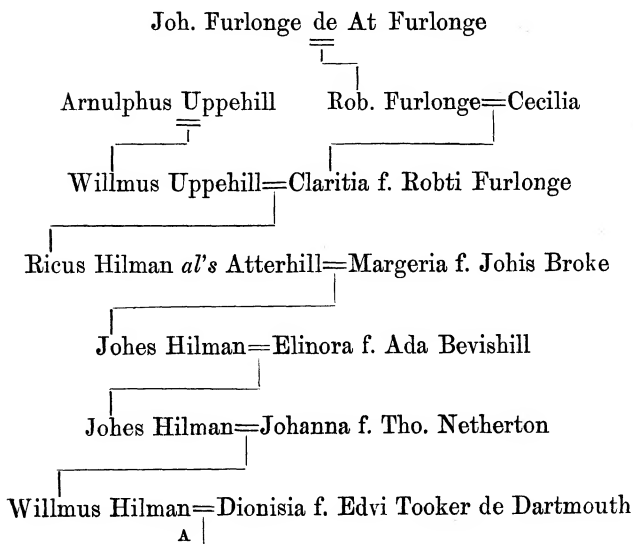 Joh. Furlonge de At Furlonge
Arnulphus Uppehill Rob. Furlonge=Cecilia
Willmus Uppehill=Claritia f. Robti Furlonge
Ricus Hilman al's Atterhill=Margeria f. Johis Broke
Johes Hilman=Elinora f. Ada Bevishill
Johes Hilman=Johanna f. Tho. Netherton
Willmus Hilman=Dionisia f. Edvi Tooker de Dartmouth
A